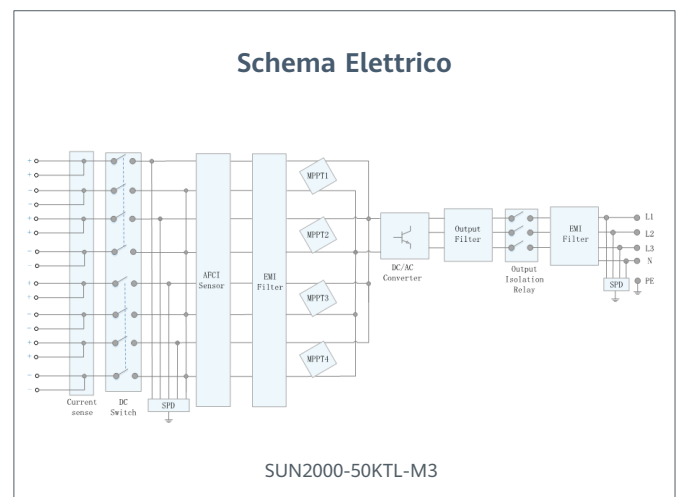 Schema Elettrico
+
+
−
−
+
+
−
−
+
+
−
−
+
+
−
−
Current
sense
DC
Switch
SPD
AFCI
Sensor
EMI
Filter
MPPT1
MPPT2
MPPT3
MPPT4
DC/AC
Converter
Output
Filter
Output
Isolation
Relay
EMI
Filter
SPD
L1
L2
L3
N
PE
SUN2000-50KTL-M3